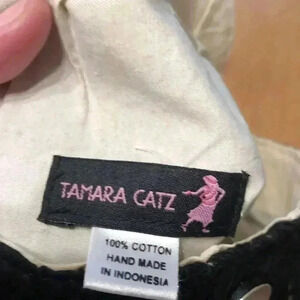 TAMARA CATZ
100% COTTON
HAND MADE
IN INDONESIA